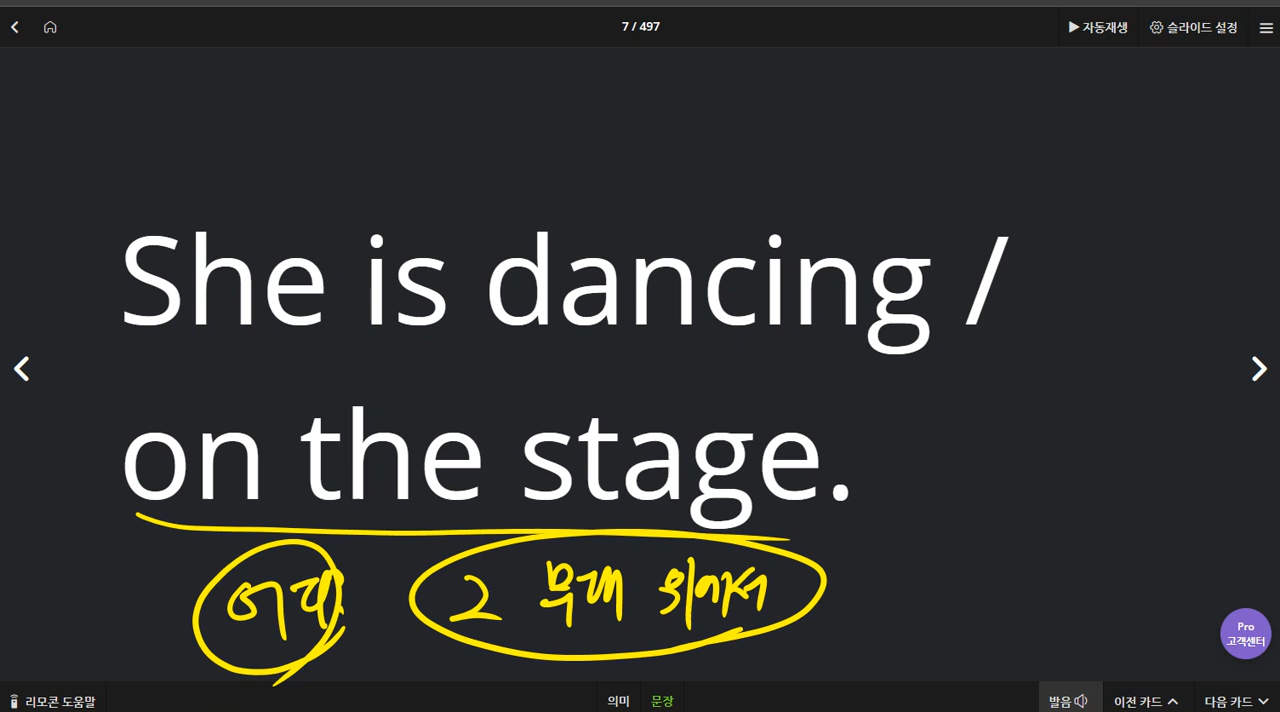 7 / 497
자동재생
슬라이드 설정
She is dancing /
on the stage.
그 무대 위에서
Pro
고객센터
리모콘 도움말
의미
문장
발음
이전 카드
다음 카드